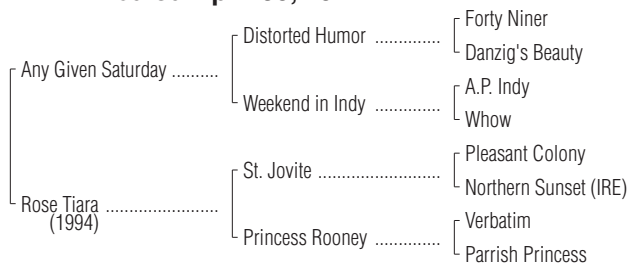 Forty Niner
Distorted Humor ..............
Danzig's Beauty
Any Given Saturday ..........
A.P. Indy
Weekend in Indy ..............
Whow
Pleasant Colony
St. Jovite ..........................
Northern Sunset (IRE)
Rose Tiara ........................
(1994)
Verbatim
Princess Rooney ..............
Parrish Princess